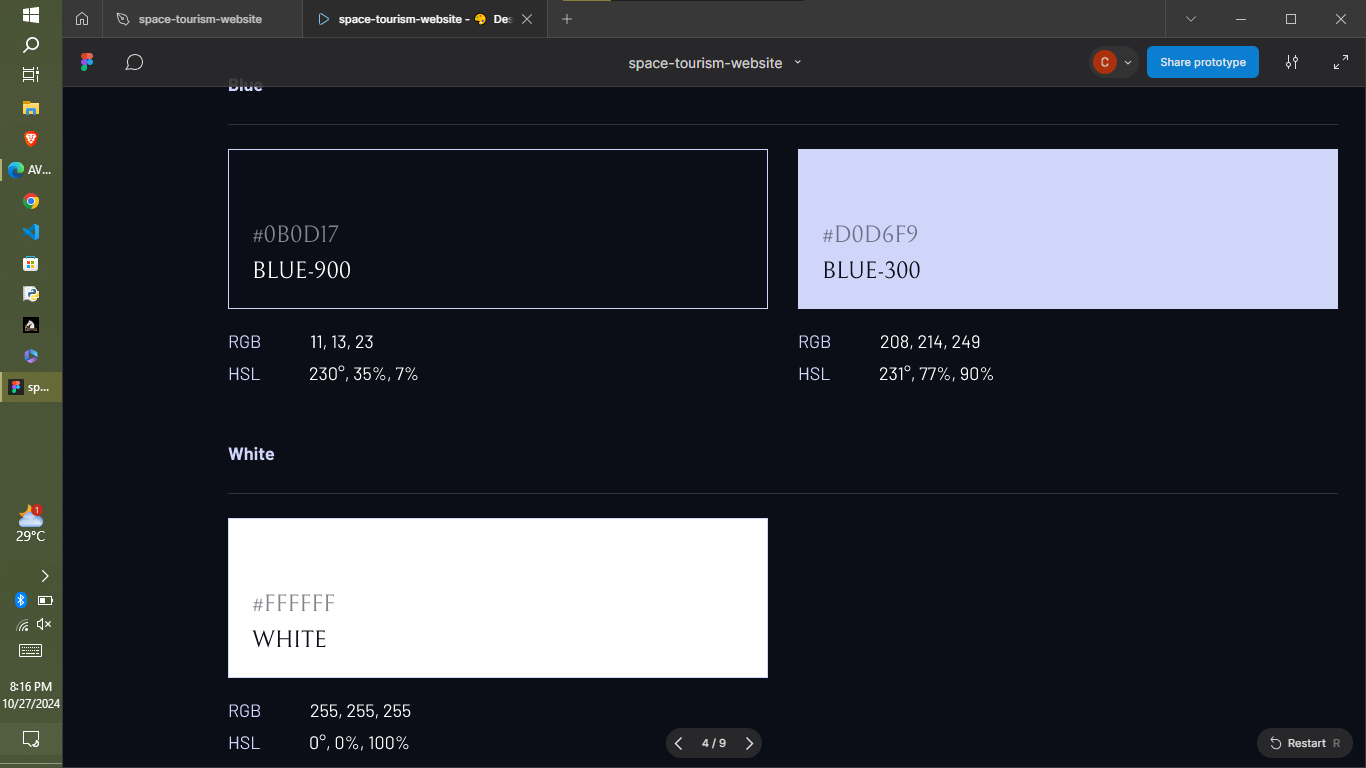 space-tourism-website
space-tourism-website - 🎨 De
space-tourism-website
C
Share prototype
AV...
sp...
1
29°C
8:16 PM
10/27/2024
Blue
#0B0D17
BLUE-900
RGB 11, 13, 23
HSL 230°, 35%, 7%
#D0D6F9
BLUE-300
RGB 208, 214, 249
HSL 231°, 77%, 90%
White
#FFFFFF
WHITE
RGB 255, 255, 255
HSL 0°, 0%, 100%
4 / 9
Restart R